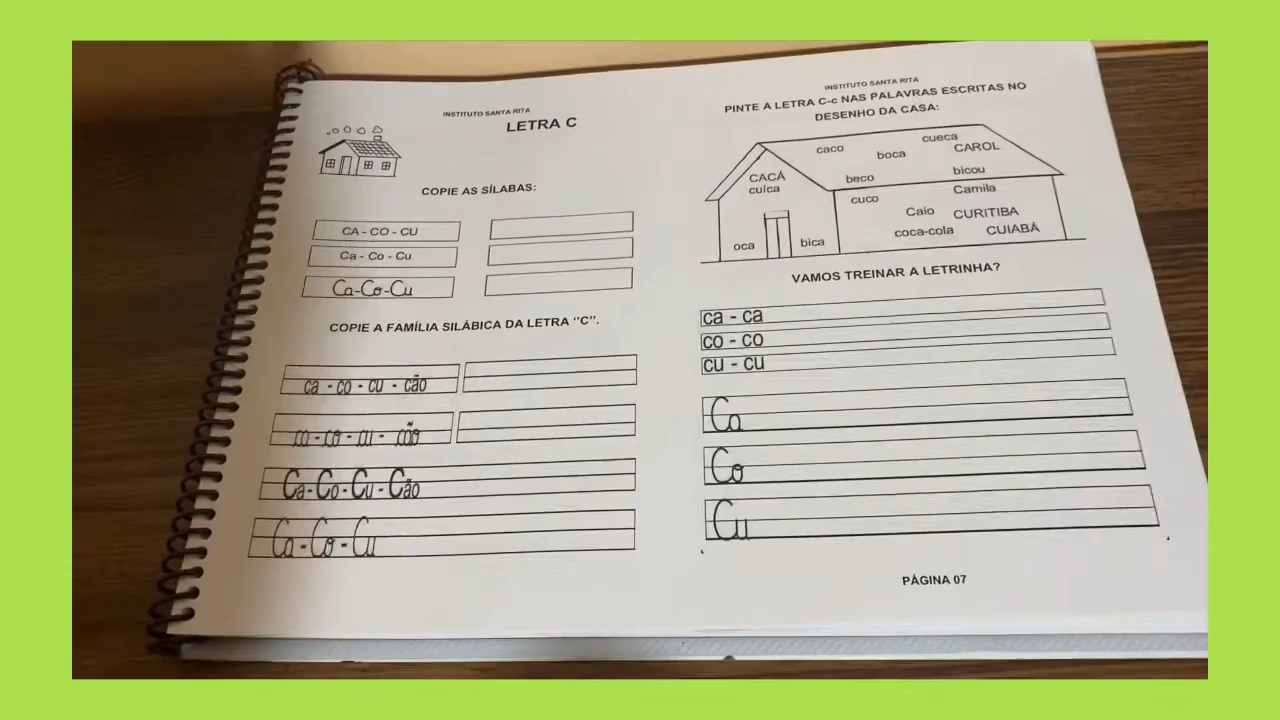 INSTITUTO SANTA RITA
LETRA C
COPIE AS SÍLABAS:
CA - CO - CU
Ca - Co - Cu
Ca-Co-Cu
COPIE A FAMÍLIA SILÁBICA DA LETRA "C".
ca - co - cu - cão
ca - co - cu - cão
Ca - Co - Cu - Cão
Ca - Co - Cu
INSTITUTO SANTA RITA
PINTE A LETRA C-c NAS PALAVRAS ESCRITAS NO
DESENHO DA CASA:
caco
boca
cueca
CAROL
CACÁ
cuíca
beco
bicou
cuco
Camila
Caio
CURITIBA
oca
bica
coca-cola
CUIABÁ
VAMOS TREINAR A LETRINHA?
ca - ca
co - co
cu - cu
Ca
Co
Cu
PÁGINA 07